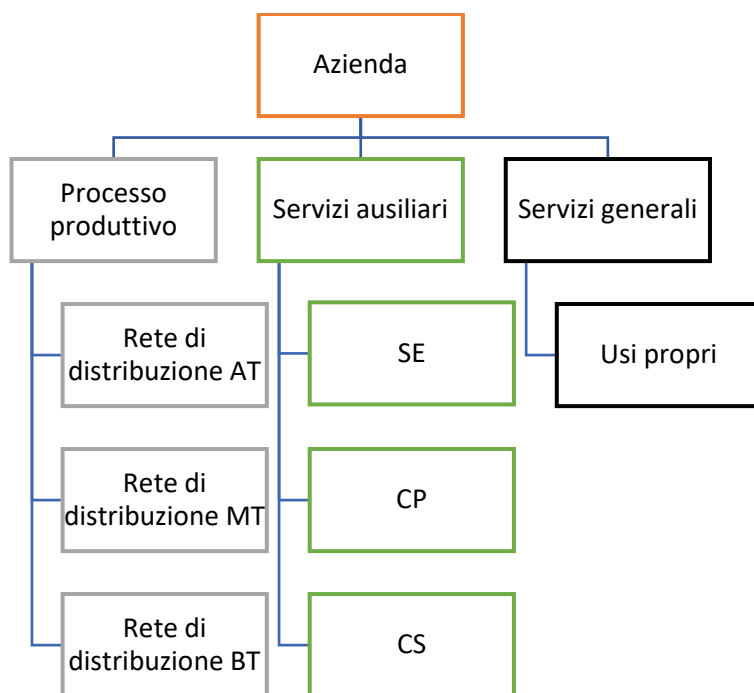 Azienda
Processo
produttivo
Servizi ausiliari
Servizi generali
Rete di
distribuzione AT
SE
Usi propri
Rete di
distribuzione MT
CP
Rete di
distribuzione BT
CS